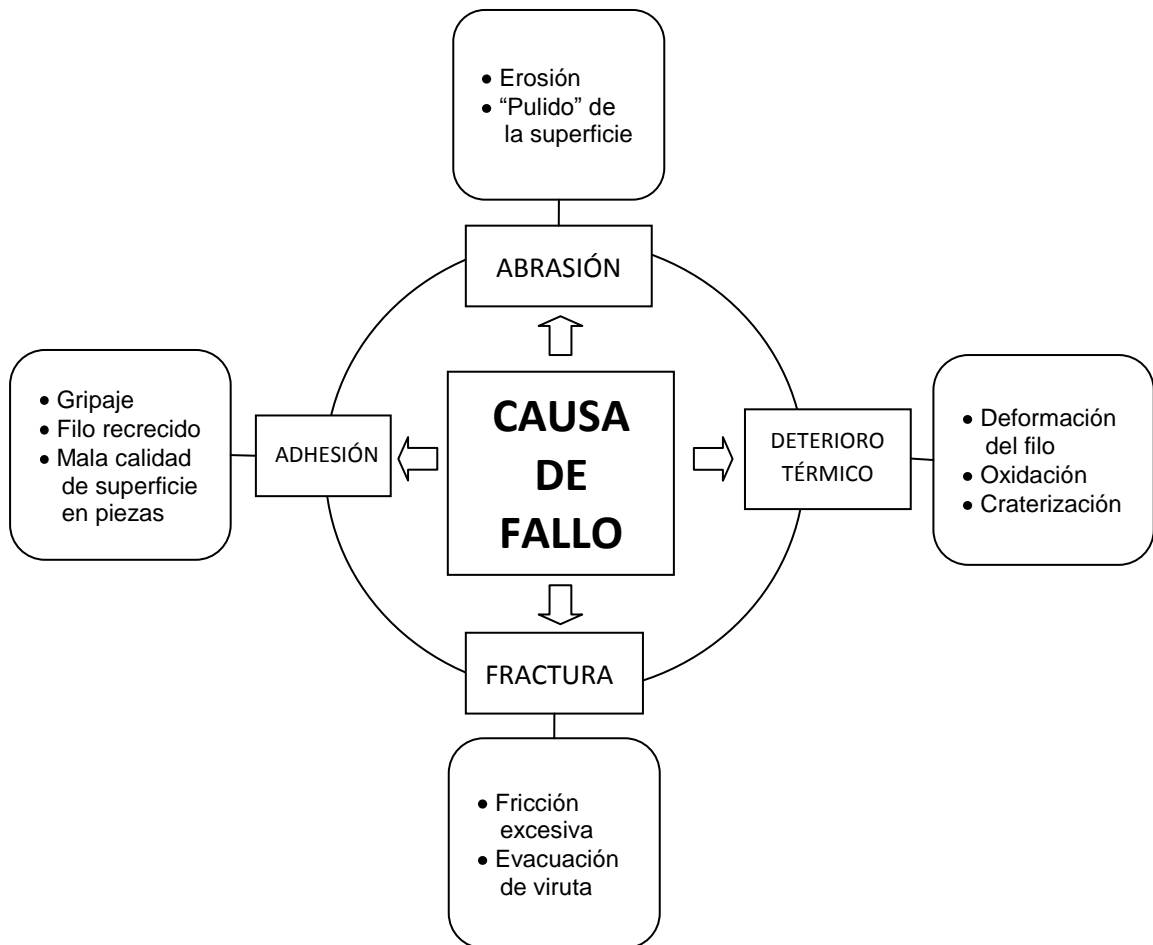 • Erosión
• “Pulido” de
la superficie
ABRASIÓN
• Gripaje
• Filo recrecido
• Mala calidad
de superficie
en piezas
ADHESIÓN
CAUSA
DE
FALLO
DETERIORO
TÉRMICO
• Deformación
del filo
• Oxidación
• Craterización
FRACTURA
• Fricción
excesiva
• Evacuación
de viruta